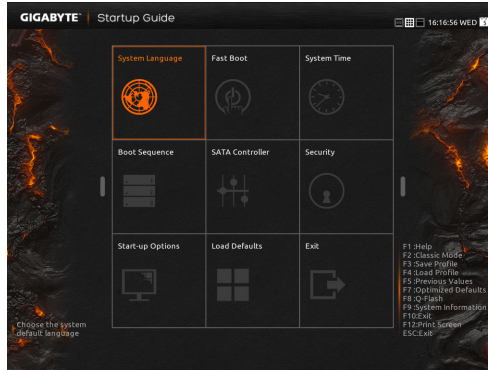 GIGABYTE™ Startup Guide
16:16:56 WED
System Language
Fast Boot
System Time
Boot Sequence
SATA Controller
Security
Start-up Options
Load Defaults
Exit
F1 :Help
F2 :Classic Mode
F3 :Save Profile
F4 :Load Profile
F5 :Previous Values
F7 :Optimized Defaults
F8 :Q-Flash
F9 :System Information
F10:Exit
F12:Print Screen
ESC:Exit
Choose the system
default language